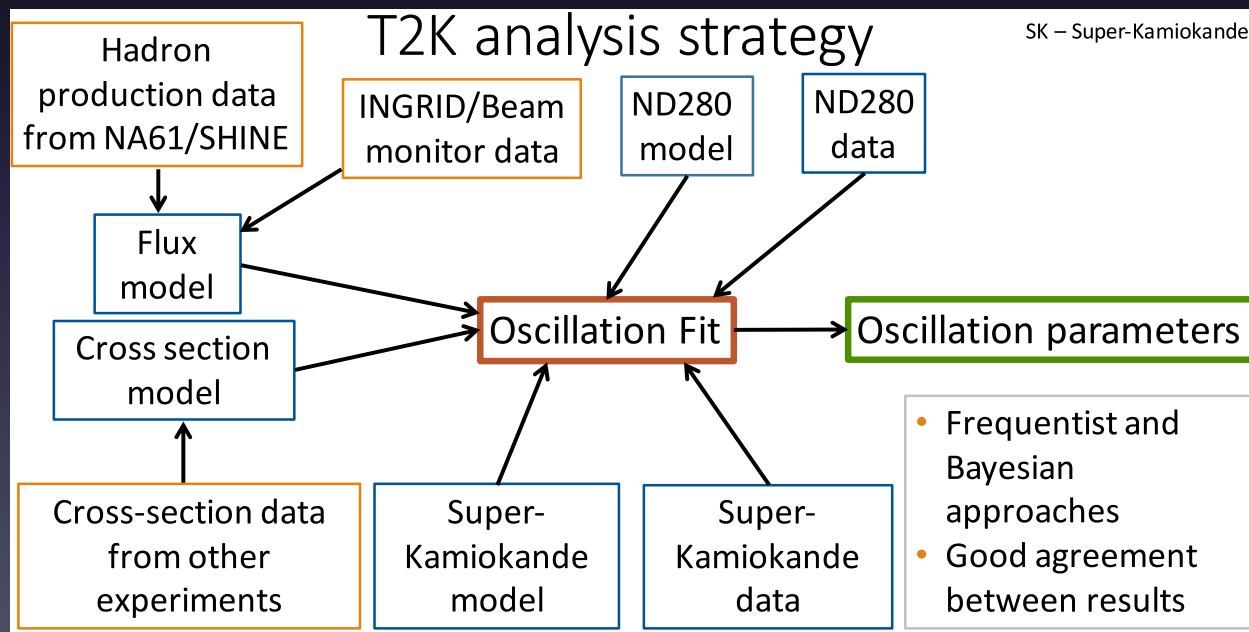 T2K analysis strategy
SK – Super-Kamiokande
Hadron
production data
from NA61/SHINE
INGRID/Beam
monitor data
ND280
model
ND280
data
Flux
model
Cross section
model
Oscillation Fit
Oscillation parameters
Cross-section data
from other
experiments
Super-
Kamiokande
model
Super-
Kamiokande
data
• Frequentist and
Bayesian
approaches
• Good agreement
between results